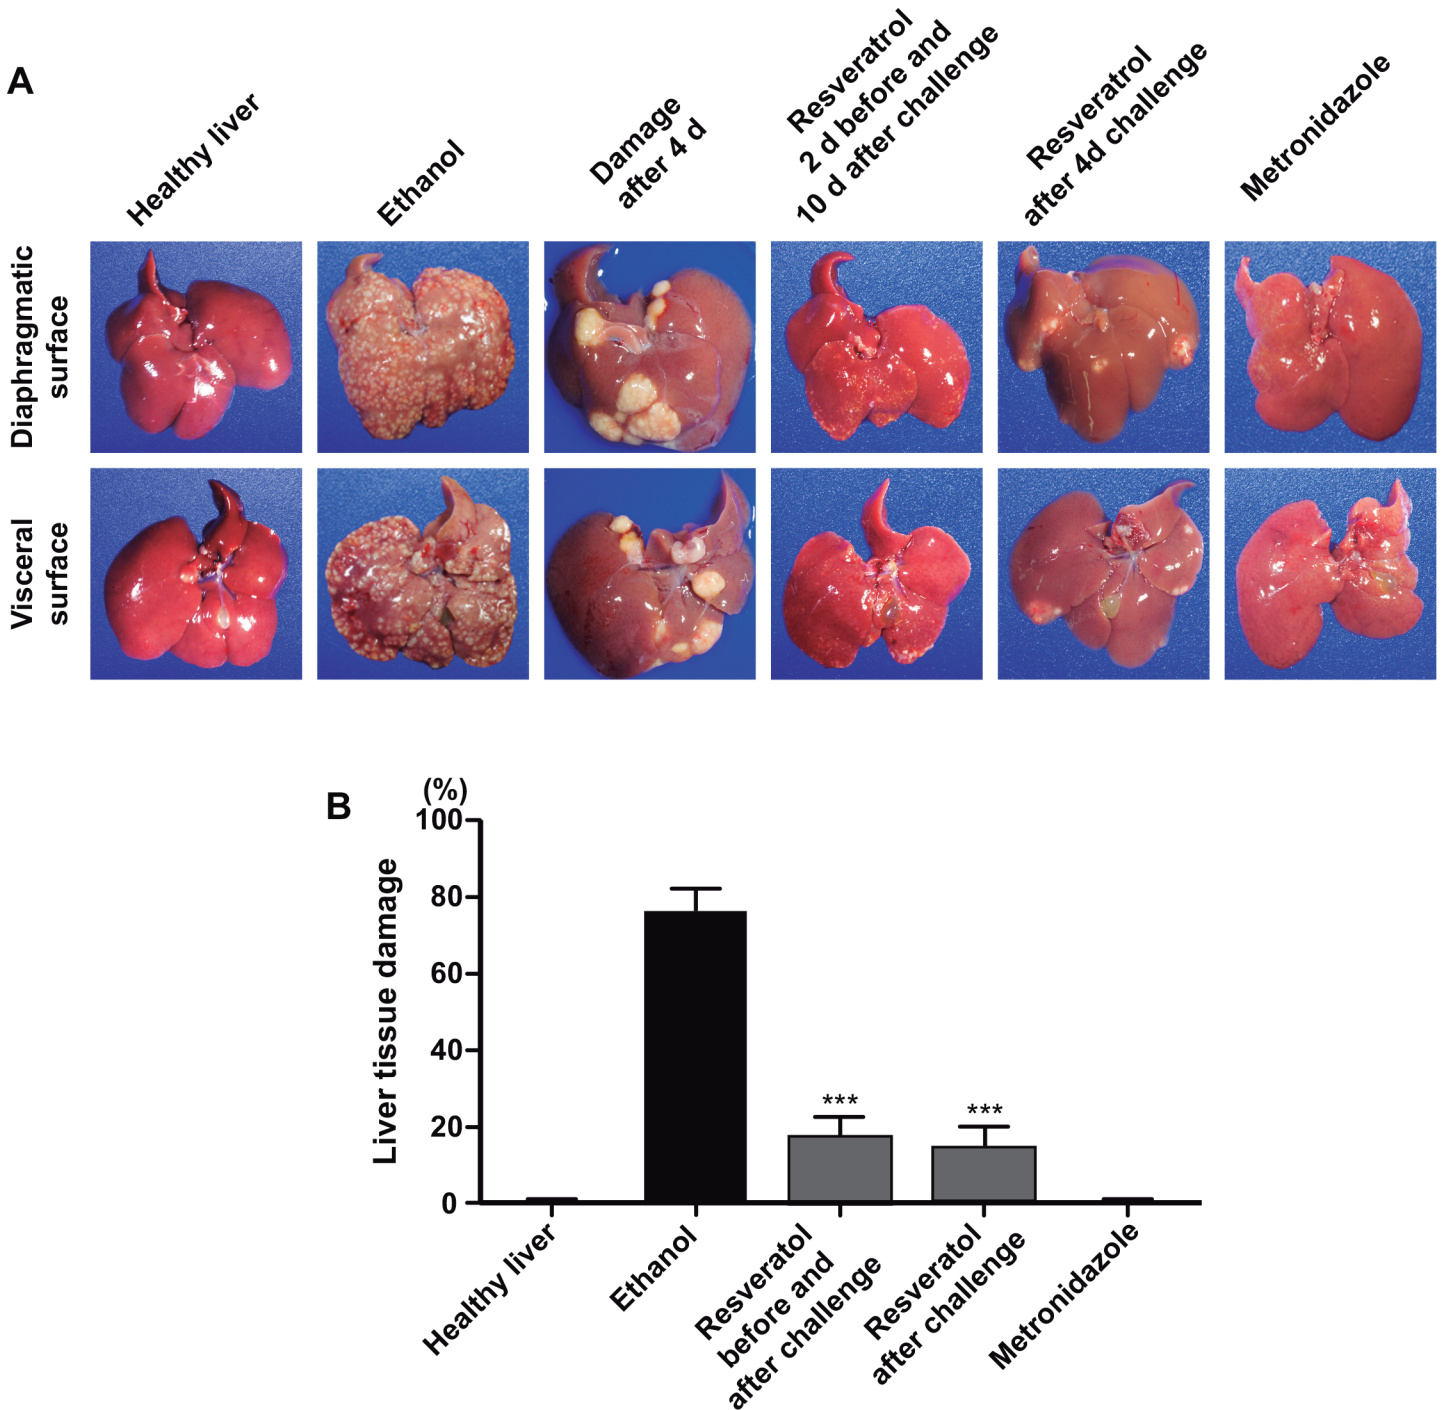 A
Healthy liver
Ethanol
Damage
after 4 d
Resveratrol
2 d before and
10 d after challenge
Resveratrol
after 4d challenge
Metronidazole
Diaphragmatic
surface
Visceral
surface
B
(%)
100
80
60
40
20
0
Liver tissue damage
***
***
Healthy liver
Ethanol
Resveratol
before and
after challenge
Resveratol
after challenge
Metronidazole